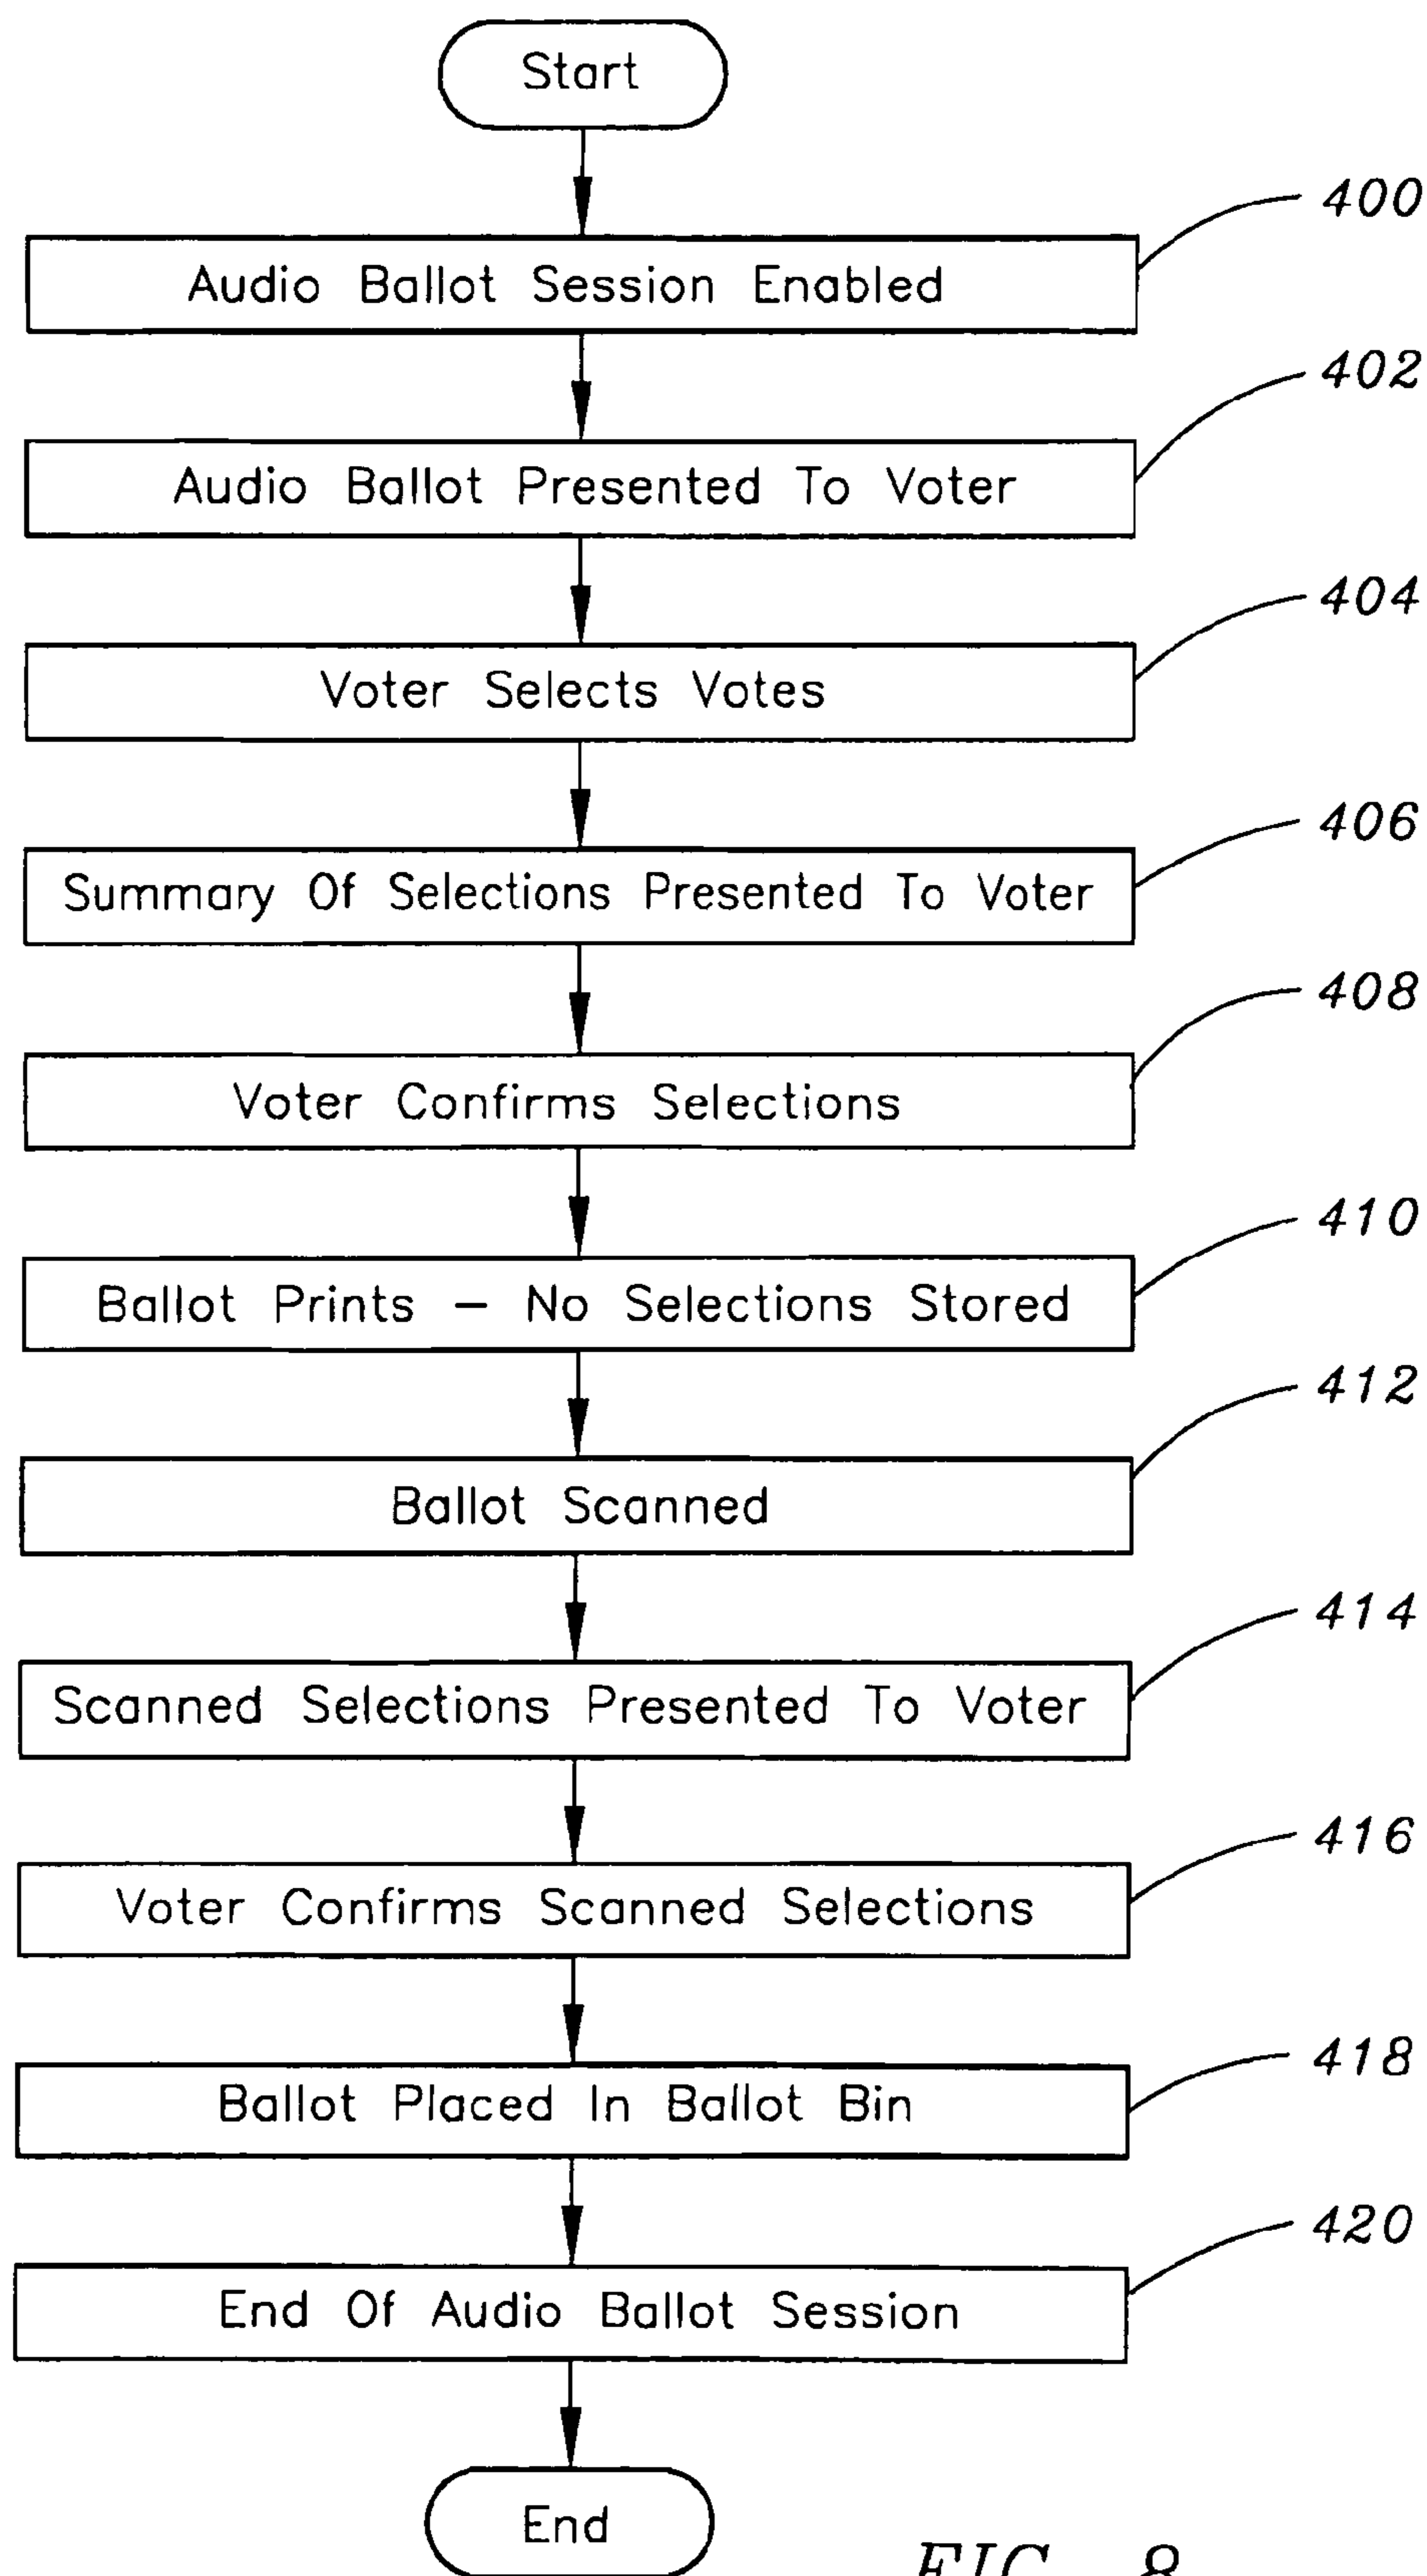 Start
400
Audio Ballot Session Enabled
402
Audio Ballot Presented To Voter
404
Voter Selects Votes
406
Summary Of Selections Presented To Voter
408
Voter Confirms Selections
410
Ballot Prints – No Selections Stored
412
Ballot Scanned
414
Scanned Selections Presented To Voter
416
Voter Confirms Scanned Selections
418
Ballot Placed In Ballot Bin
420
End Of Audio Ballot Session
End
FIG. 8